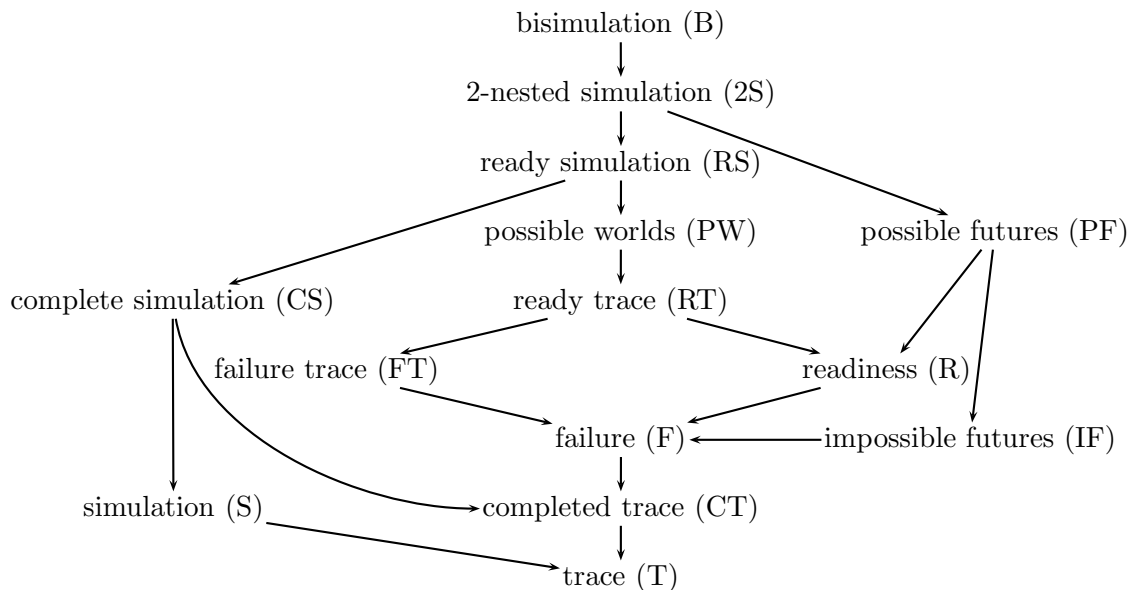 bisimulation (B)
2-nested simulation (2S)
ready simulation (RS)
possible worlds (PW)
possible futures (PF)
complete simulation (CS)
ready trace (RT)
failure trace (FT)
readiness (R)
failure (F)
impossible futures (IF)
simulation (S)
completed trace (CT)
trace (T)